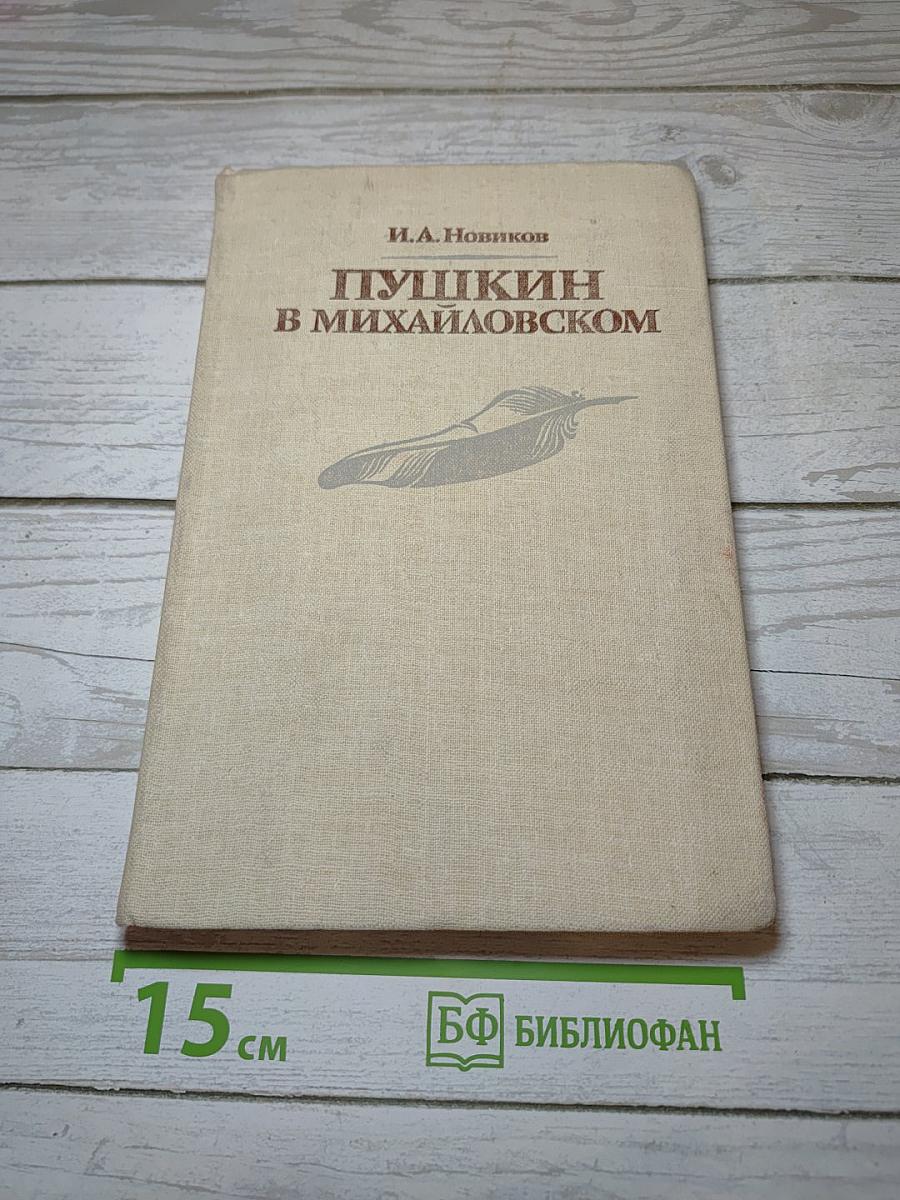 И. А. Новиков
ПУШКИН
В МИХАЙЛОВСКОМ
15 см
БФ БИБЛИОФАН